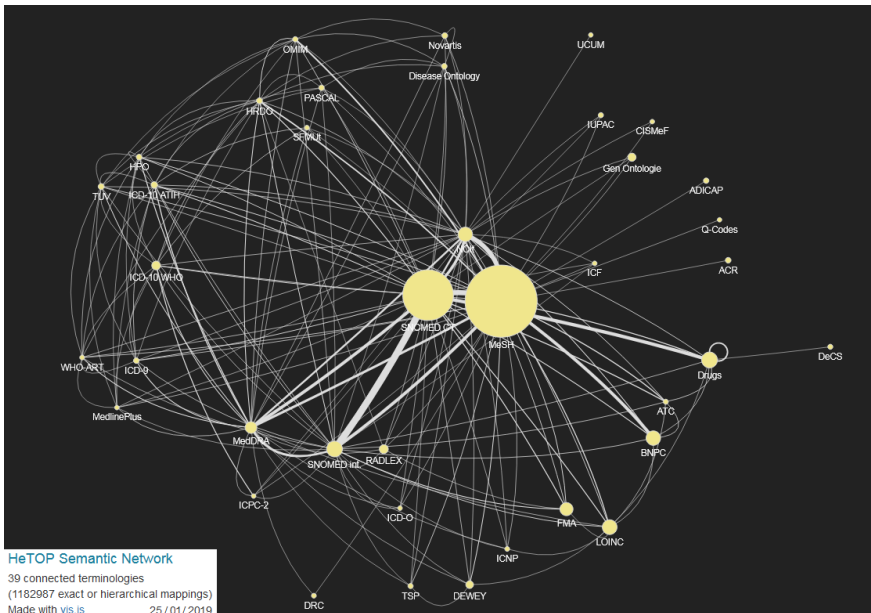 OMIM
Novartis
UCUM
Disease Ontology
PASCAL
HRDO
SFMUt
IUPAC
CISMeF
Gen Ontologie
HPO
TUV
ICD-10 ATIH
ADICAP
Q-Codes
NCIt
ICD-10 WHO
ICF
ACR
SNOMED CT
MeSH
DeCS
WHO-ART
ICD-9
Drugs
MedlinePlus
ATC
MedDRA
BNPC
SNOMED int.
RADLEX
ICPC-2
ICD-O
FMA
LOINC
ICNP
DRC
TSP
DEWEY
HeTOP Semantic Network
39 connected terminologies
(1182987 exact or hierarchical mappings)
Made with vis.js 25/01/2019